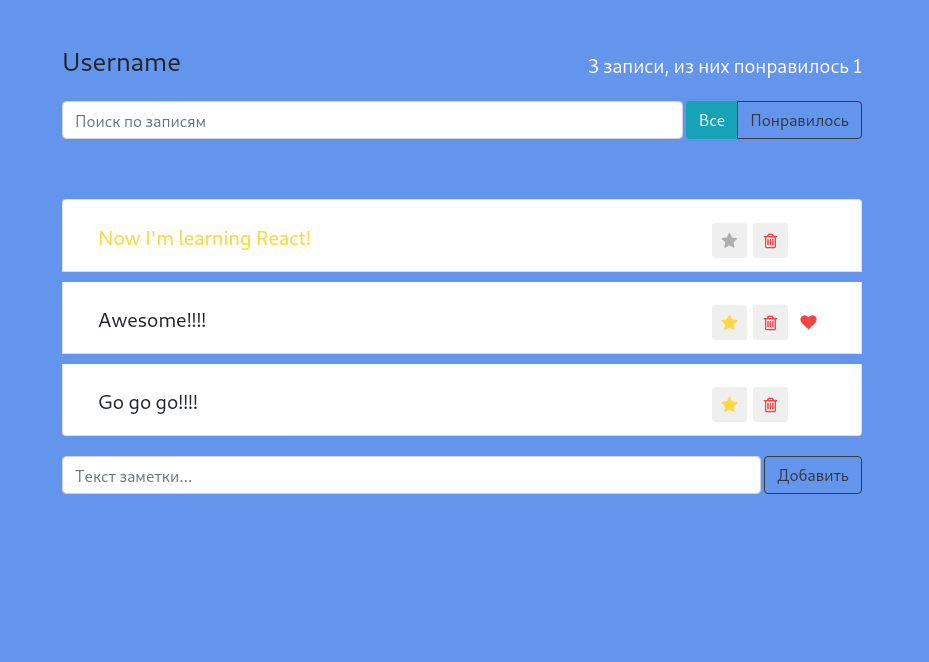 Username
3 записи, из них понравилось 1
Поиск по записям
Все
Понравилось
Now I'm learning React!
Awesome!!!!
Go go go!!!!
Текст заметки...
Добавить